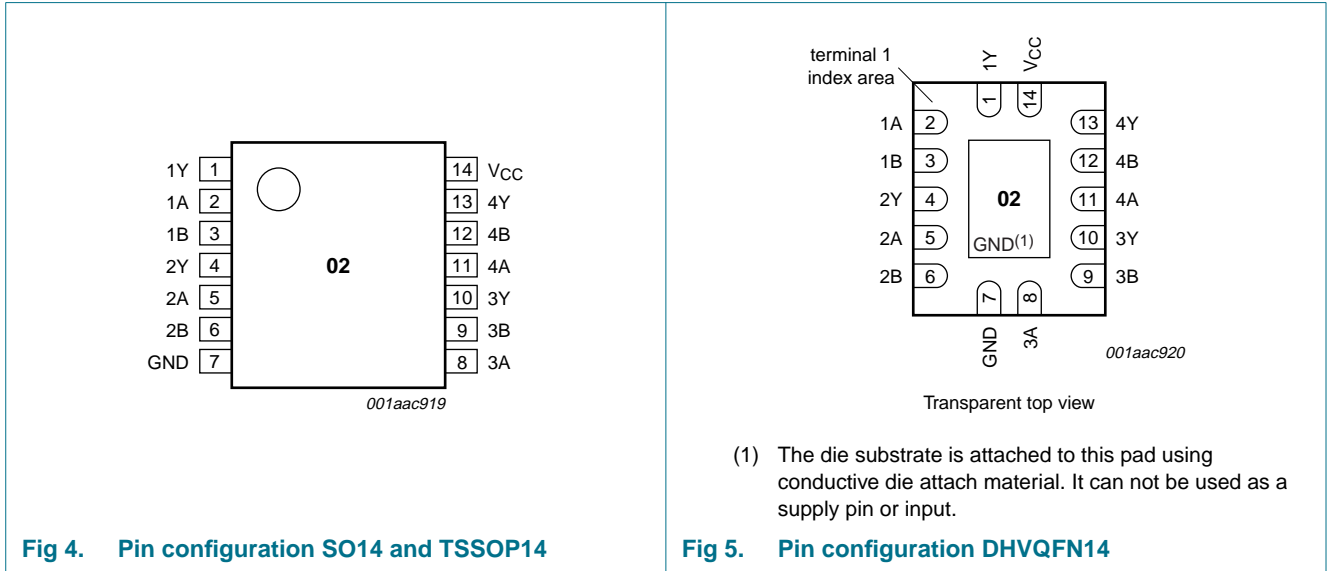 1Y 1
1A 2
1B 3
2Y 4
2A 5
2B 6
GND 7
02
14 VCC
13 4Y
12 4B
11 4A
10 3Y
9 3B
8 3A
001aac919
Fig 4. Pin configuration SO14 and TSSOP14
terminal 1
index area
1Y
VCC
1
14
1A 2
1B 3
2Y 4
2A 5
2B 6
02
GND(1)
13 4Y
12 4B
11 4A
10 3Y
9 3B
7
8
GND
3A
001aac920
Transparent top view
(1) The die substrate is attached to this pad using
conductive die attach material. It can not be used as a
supply pin or input.
Fig 5. Pin configuration DHVQFN14